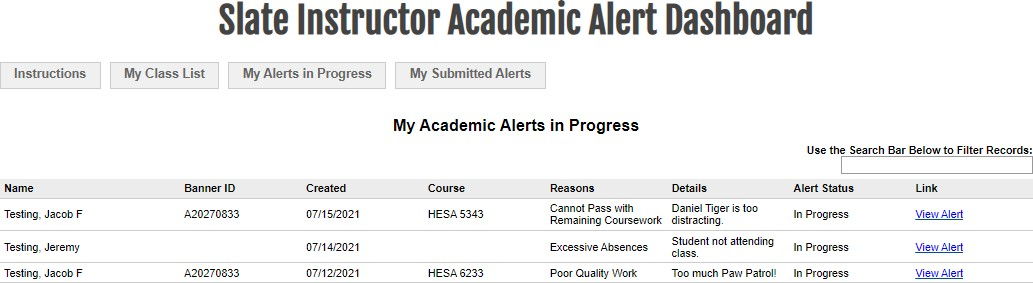 Slate Instructor Academic Alert Dashboard
Instructions My Class List My Alerts in Progress My Submitted Alerts
My Academic Alerts in Progress
Use the Search Bar Below to Filter Records:
Name Banner ID Created Course Reasons Details Alert Status Link
Testing, Jacob F A20270833 07/15/2021 HESA 5343 Cannot Pass with Remaining Coursework Daniel Tiger is too distracting. In Progress View Alert
Testing, Jeremy 07/14/2021 Excessive Absences Student not attending class. In Progress View Alert
Testing, Jacob F A20270833 07/12/2021 HESA 6233 Poor Quality Work Too much Paw Patrol! In Progress View Alert